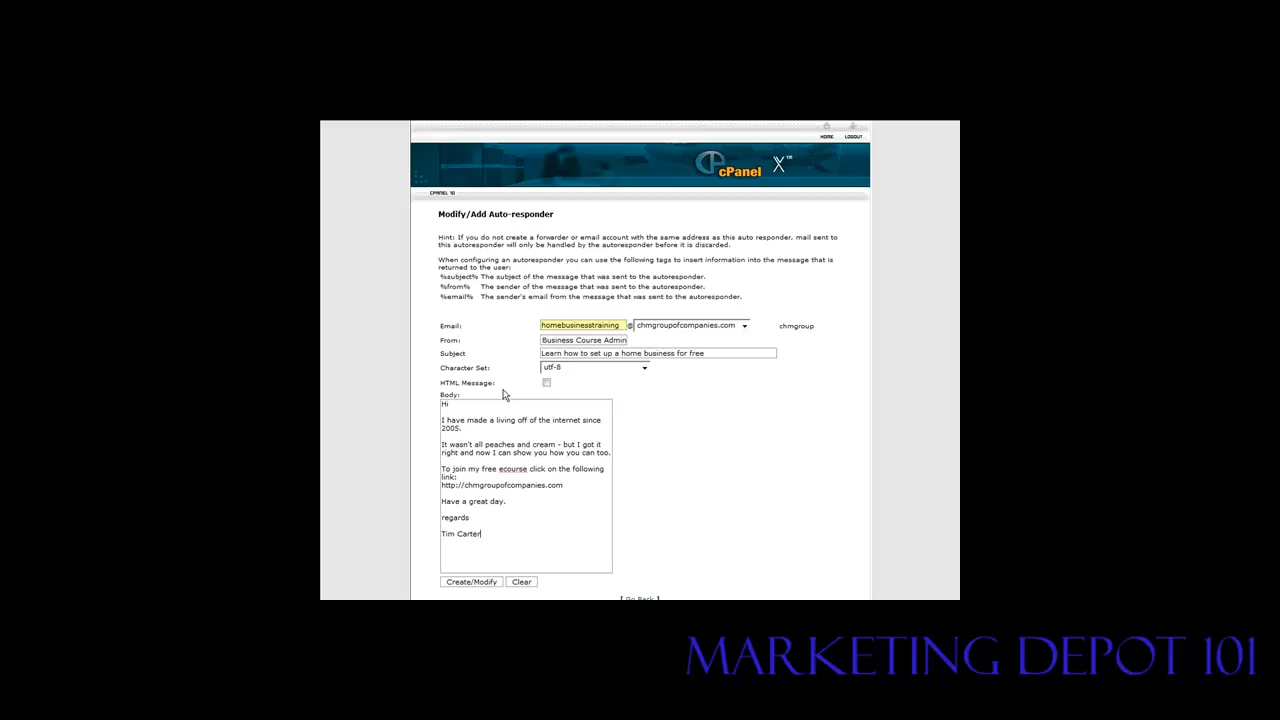 HOME LOGOUT
cPanel X™
CPANEL 10
Modify/Add Auto-responder
Hint: If you do not create a forwarder or email account with the same address as this auto responder, mail sent to
this autoresponder will only be handled by the autoresponder before it is discarded.
When configuring an autoresponder you can use the following tags to insert information into the message that is
returned to the user:
%subject% The subject of the message that was sent to the autoresponder.
%from% The sender of the message that was sent to the autoresponder.
%email% The sender's email from the message that was sent to the autoresponder.
Email: homebusinesstraining @ chmgroupofcompanies.com chmgroup
From: Business Course Admin
Subject Learn how to set up a home business for free
Character Set: utf-8
HTML Message:
Body:
Hi
I have made a living off of the internet since
2005.
It wasn't all peaches and cream - but I got it
right and now I can show you how you can too.
To join my free ecourse click on the following
link:
http://chmgroupofcompanies.com
Have a great day.
regards
Tim Carter
Create/Modify Clear
[ Go Back ]
MARKETING DEPOT 101